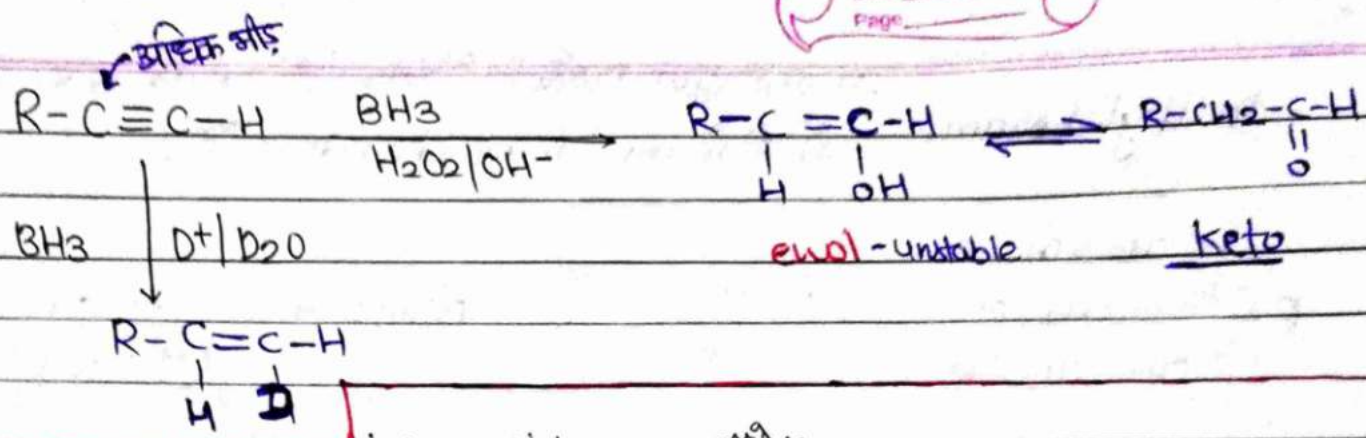 Page
अधिक भीड़
R-C≡C-H BH3 R-C=C-H ⇌ R-CH2-C-H
H2O2/OH-
H OH O
BH3 D+/D2O enol-unstable Keto
R-C=C-H
H D